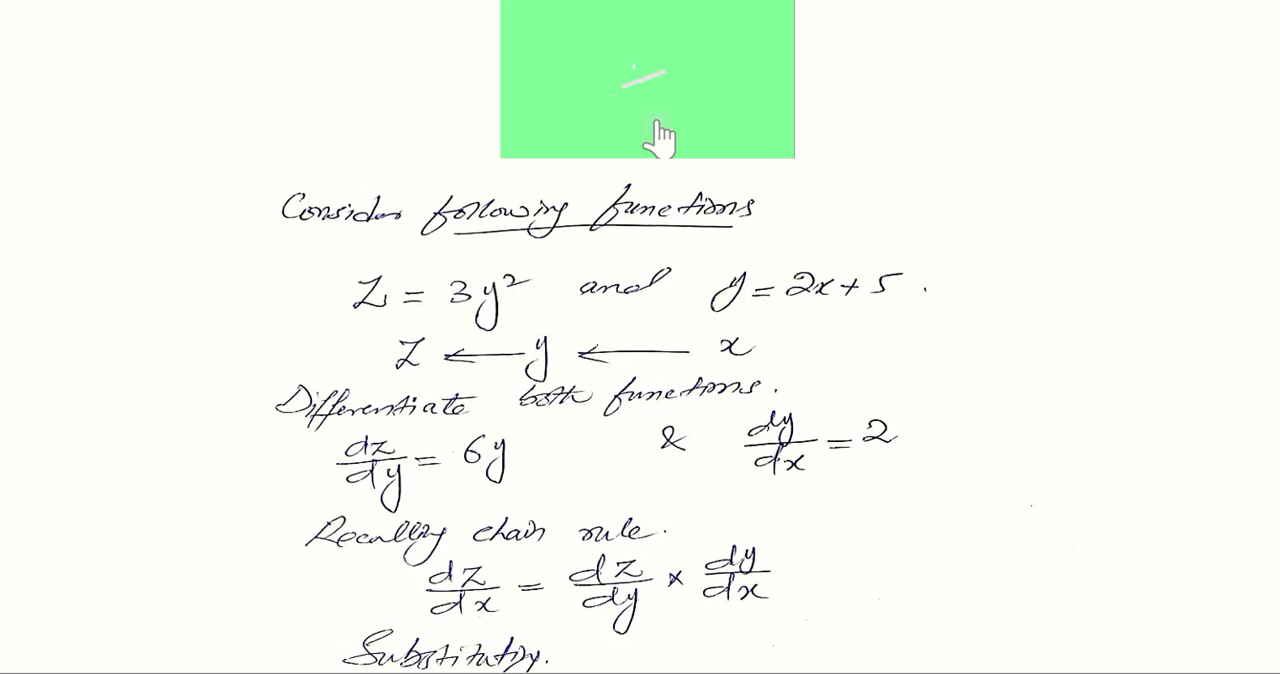 Consider following functions
Z = 3y² and y = 2x + 5.
Z ← y ← x
Differentiate both functions.
dz/dy = 6y & dy/dx = 2
Recalling chain rule.
dz/dx = dz/dy × dy/dx
Substituting.